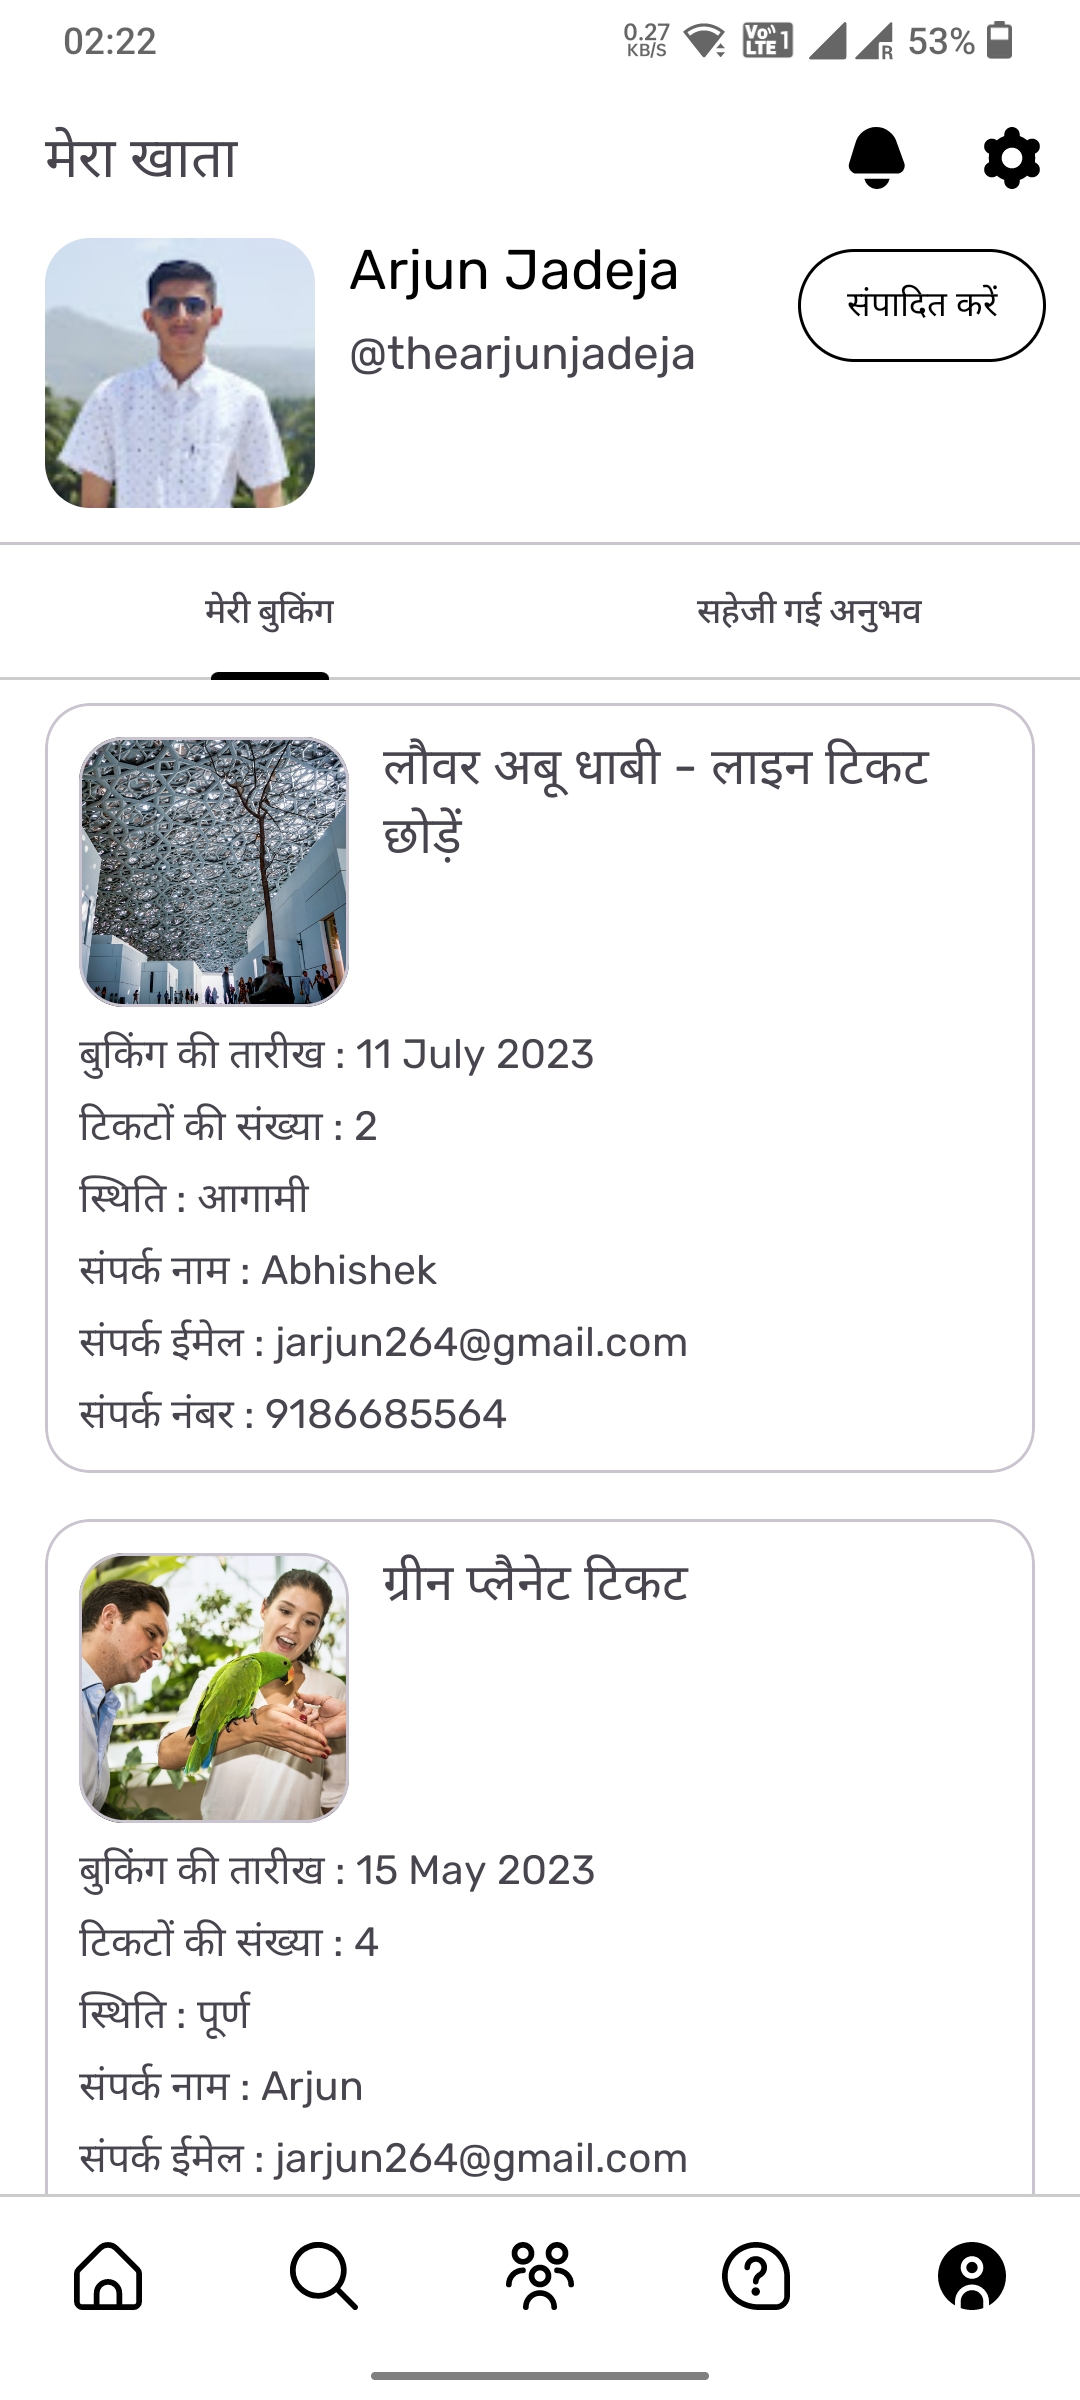 02:22
0.27
KB/S
Vo LTE 1
R
53%
मेरा खाता
Arjun Jadeja
@thearjunjadeja
संपादित करें
मेरी बुकिंग
सहेजी गई अनुभव
लौवर अबू धाबी - लाइन टिकट
छोड़ें
बुकिंग की तारीख : 11 July 2023
टिकटों की संख्या : 2
स्थिति : आगामी
संपर्क नाम : Abhishek
संपर्क ईमेल : jarjun264@gmail.com
संपर्क नंबर : 9186685564
ग्रीन प्लैनेट टिकट
बुकिंग की तारीख : 15 May 2023
टिकटों की संख्या : 4
स्थिति : पूर्ण
संपर्क नाम : Arjun
संपर्क ईमेल : jarjun264@gmail.com